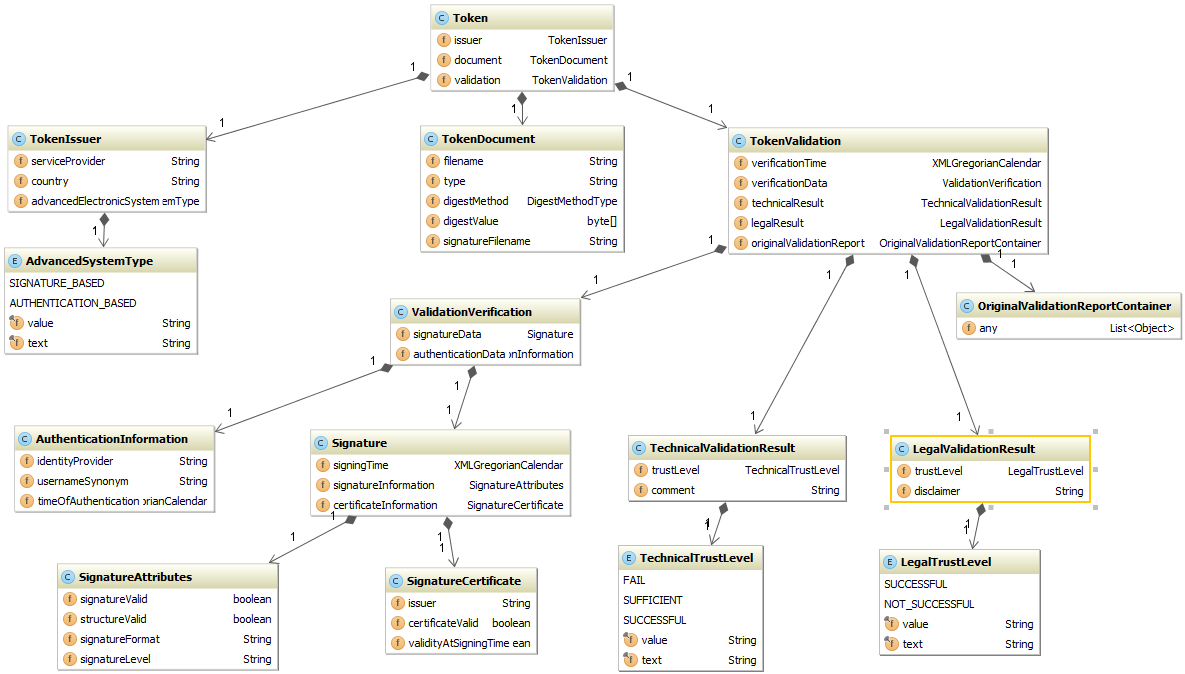 C Token
f issuer TokenIssuer
f document TokenDocument
f validation TokenValidation
1 1 1
1 1
1
C TokenIssuer
f serviceProvider String
f country String
f advancedElectronicSystem emType
C TokenDocument
f filename String
f type String
f digestMethod DigestMethodType
f digestValue byte[]
f signatureFilename String
C TokenValidation
f verificationTime XMLGregorianCalendar
f verificationData ValidationVerification
f technicalResult TechnicalValidationResult
f legalResult LegalValidationResult
f originalValidationReport OriginalValidationReportContainer
1
1 1 1 1
1 1
E AdvancedSystemType
SIGNATURE_BASED
AUTHENTICATION_BASED
f value String
f text String
C ValidationVerification
f signatureData Signature
f authenticationData onInformation
C OriginalValidationReportContainer
f any List<Object>
1 1
1 1 1 1
C AuthenticationInformation
f identityProvider String
f usernameSynonym String
f timeOfAuthentication orianCalendar
C Signature
f signingTime XMLGregorianCalendar
f signatureInformation SignatureAttributes
f certificateInformation SignatureCertificate
C TechnicalValidationResult
f trustLevel TechnicalTrustLevel
f comment String
C LegalValidationResult
f trustLevel LegalTrustLevel
f disclaimer String
1 1 1 1
1 1 1 1
C SignatureAttributes
f signatureValid boolean
f structureValid boolean
f signatureFormat String
f signatureLevel String
C SignatureCertificate
f issuer String
f certificateValid boolean
f validityAtSigningTime ean
E TechnicalTrustLevel
FAIL
SUFFICIENT
SUCCESSFUL
f value String
f text String
E LegalTrustLevel
SUCCESSFUL
NOT_SUCCESSFUL
f value String
f text String